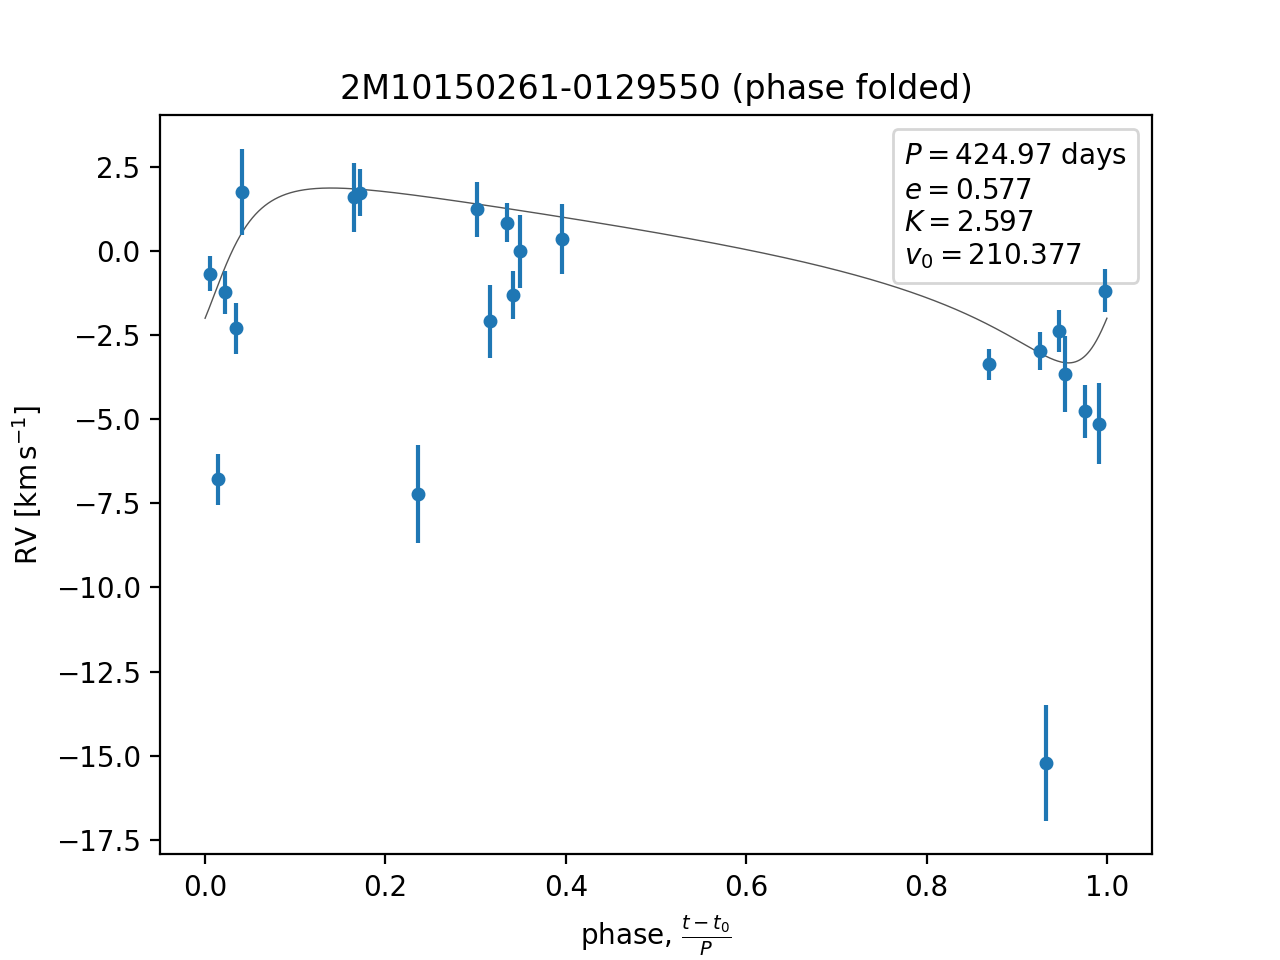 2M10150261-0129550 (phase folded)
P = 424.97 days
e = 0.577
K = 2.597
v₀ = 210.377
2.5
0.0
−2.5
−5.0
−7.5
−10.0
−12.5
−15.0
−17.5
RV [km s⁻¹]
0.0 0.2 0.4 0.6 0.8 1.0
phase, (t − t₀)/P